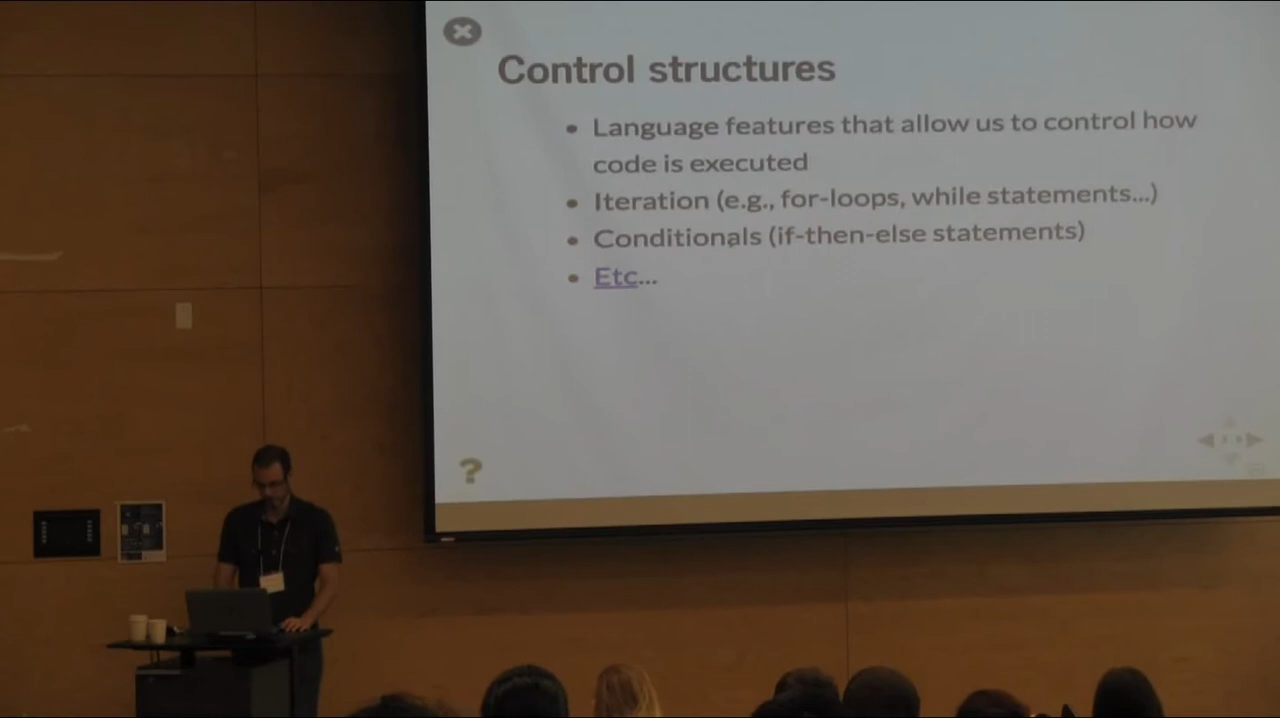 Control structures
Language features that allow us to control how
code is executed
Iteration (e.g., for-loops, while statements...)
Conditionals (if-then-else statements)
Etc...
?